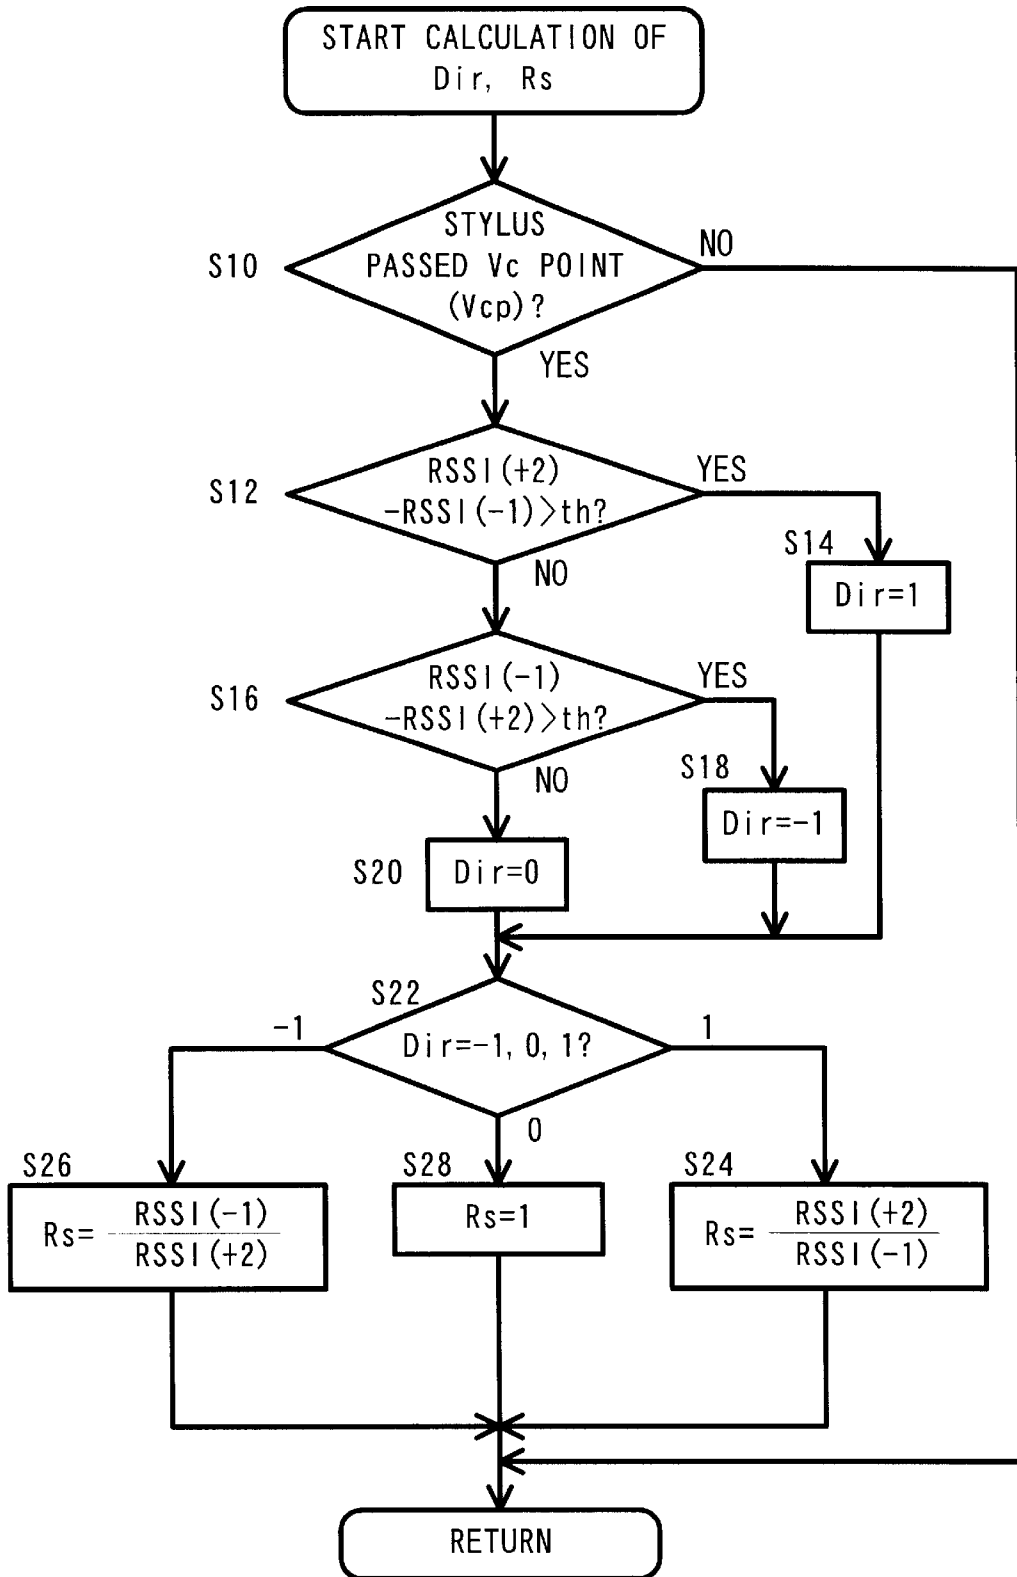 START CALCULATION OF
Dir, Rs
STYLUS
PASSED Vc POINT
(Vcp)?
S10
NO
YES
RSSI(+2)
-RSSI(-1)>th?
S12
YES
NO
S14
Dir=1
RSSI(-1)
-RSSI(+2)>th?
S16
YES
NO
S18
Dir=-1
S20
Dir=0
S22
Dir=-1, 0, 1?
-1
1
0
S26
Rs= RSSI(-1)
RSSI(+2)
S28
Rs=1
S24
Rs= RSSI(+2)
RSSI(-1)
RETURN